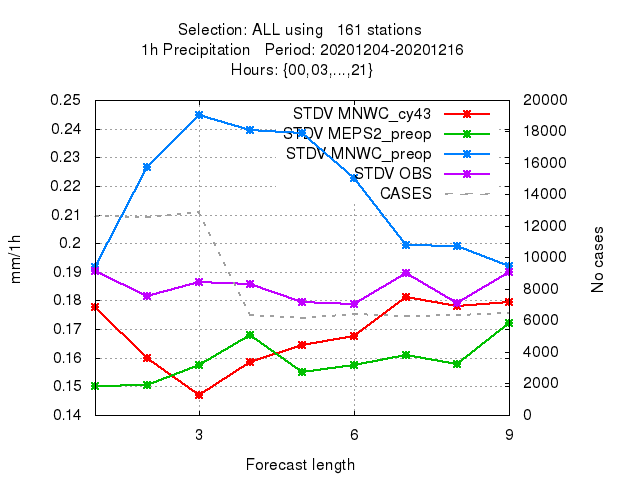 Selection: ALL using 161 stations
1h Precipitation Period: 20201204-20201216
Hours: {00,03,...,21}
0.25
0.24
0.23
0.22
0.21
0.2
0.19
0.18
0.17
0.16
0.15
0.14
mm/1h
STDV MNWC_cy43
STDV MEPS2_preop
STDV MNWC_preop
STDV OBS
CASES
20000
18000
16000
14000
12000
10000
8000
6000
4000
2000
0
No cases
3 6 9
Forecast length